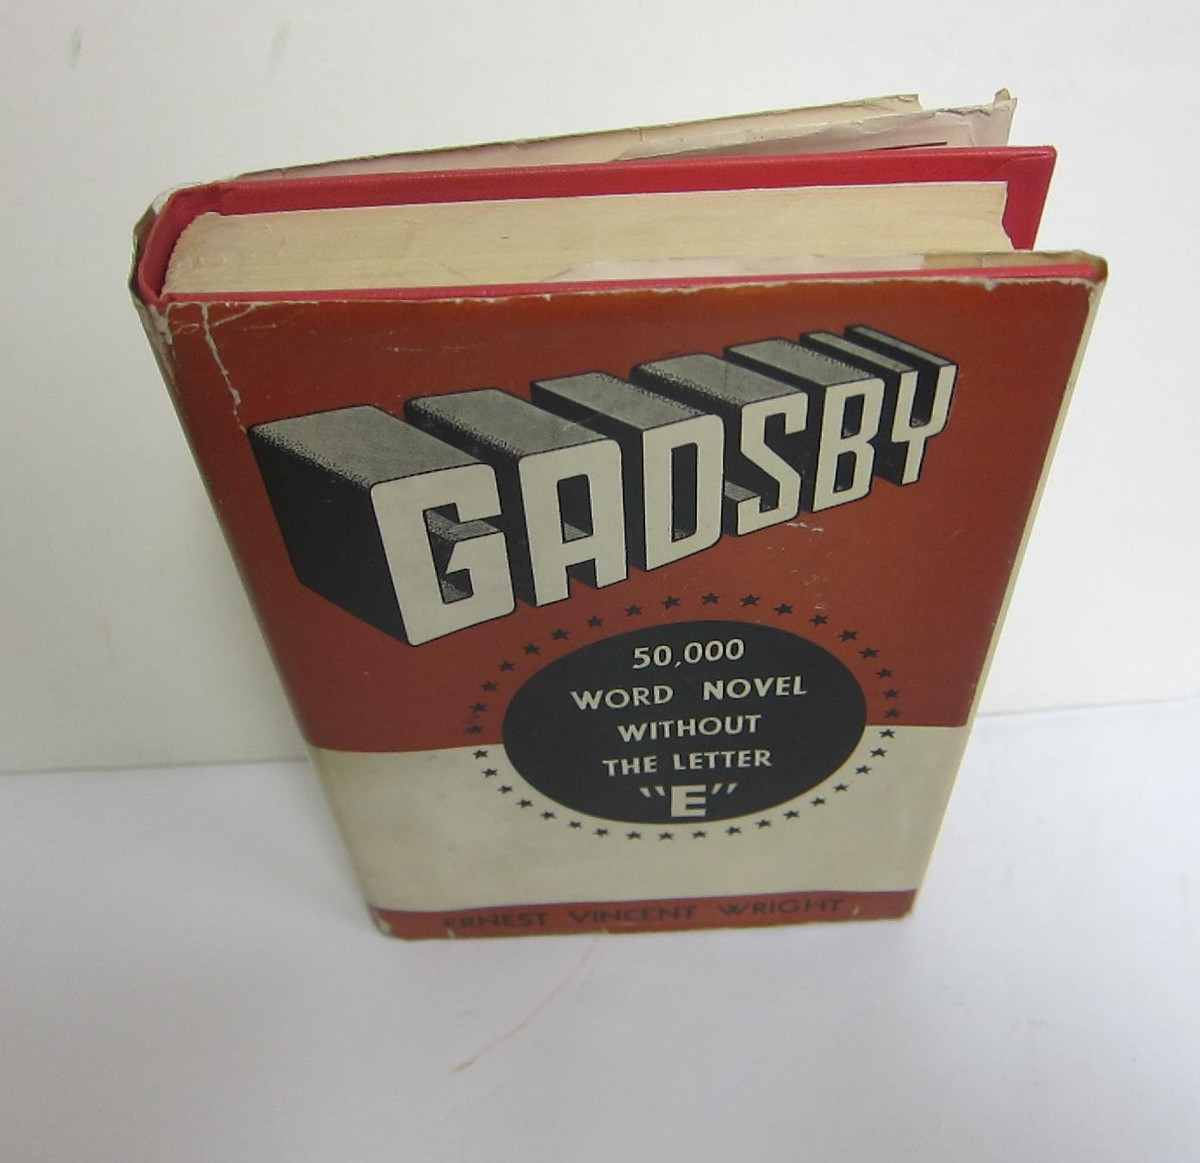 GADSBY
50,000
WORD NOVEL
WITHOUT
THE LETTER
"E"
ERNEST VINCENT WRIGHT